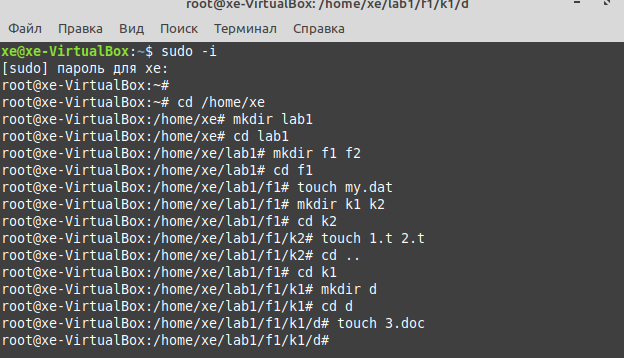 root@xe-VirtualBox: /home/xe/lab1/f1/k1/d
Файл Правка Вид Поиск Терминал Справка
xe@xe-VirtualBox:~$ sudo -i
[sudo] пароль для xe:
root@xe-VirtualBox:~#
root@xe-VirtualBox:~# cd /home/xe
root@xe-VirtualBox:/home/xe# mkdir lab1
root@xe-VirtualBox:/home/xe# cd lab1
root@xe-VirtualBox:/home/xe/lab1# mkdir f1 f2
root@xe-VirtualBox:/home/xe/lab1# cd f1
root@xe-VirtualBox:/home/xe/lab1/f1# touch my.dat
root@xe-VirtualBox:/home/xe/lab1/f1# mkdir k1 k2
root@xe-VirtualBox:/home/xe/lab1/f1# cd k2
root@xe-VirtualBox:/home/xe/lab1/f1/k2# touch 1.t 2.t
root@xe-VirtualBox:/home/xe/lab1/f1/k2# cd ..
root@xe-VirtualBox:/home/xe/lab1/f1# cd k1
root@xe-VirtualBox:/home/xe/lab1/f1/k1# mkdir d
root@xe-VirtualBox:/home/xe/lab1/f1/k1# cd d
root@xe-VirtualBox:/home/xe/lab1/f1/k1/d# touch 3.doc
root@xe-VirtualBox:/home/xe/lab1/f1/k1/d#